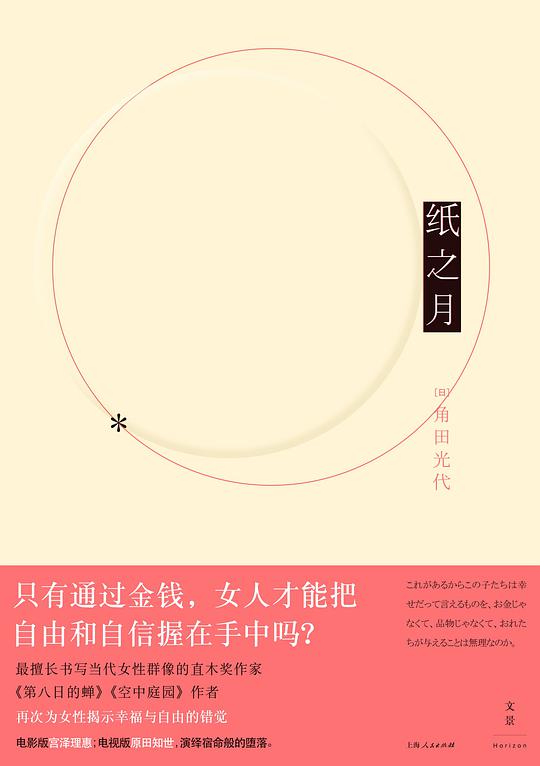 纸之月
[日]
角田光代
只有通过金钱，女人才能把
自由和自信握在手中吗？
最擅长书写当代女性群像的直木奖作家
《第八日的蝉》《空中庭园》作者
再次为女性揭示幸福与自由的错觉
电影版宫泽理惠；电视版原田知世，演绎宿命般的堕落。
これがあるからこの子たちは幸
せだって言えるものを、お金じゃ
なくて、品物じゃなくて、おれた
ちが与えることは無理なのか。
文景
上海人民出版社
Horizon